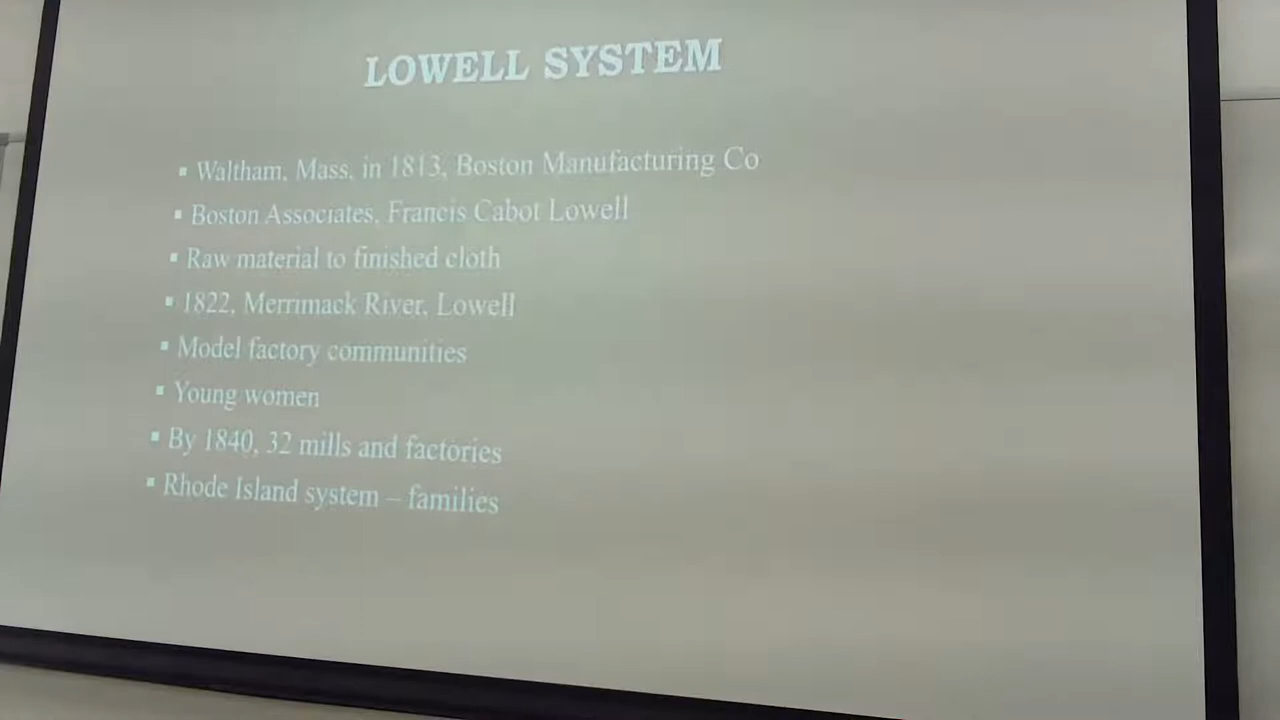 LOWELL SYSTEM
▪ Waltham, Mass, in 1813, Boston Manufacturing Co
▪ Boston Associates, Francis Cabot Lowell
▪ Raw material to finished cloth
▪ 1822, Merrimack River, Lowell
▪ Model factory communities
▪ Young women
▪ By 1840, 32 mills and factories
▪ Rhode Island system – families